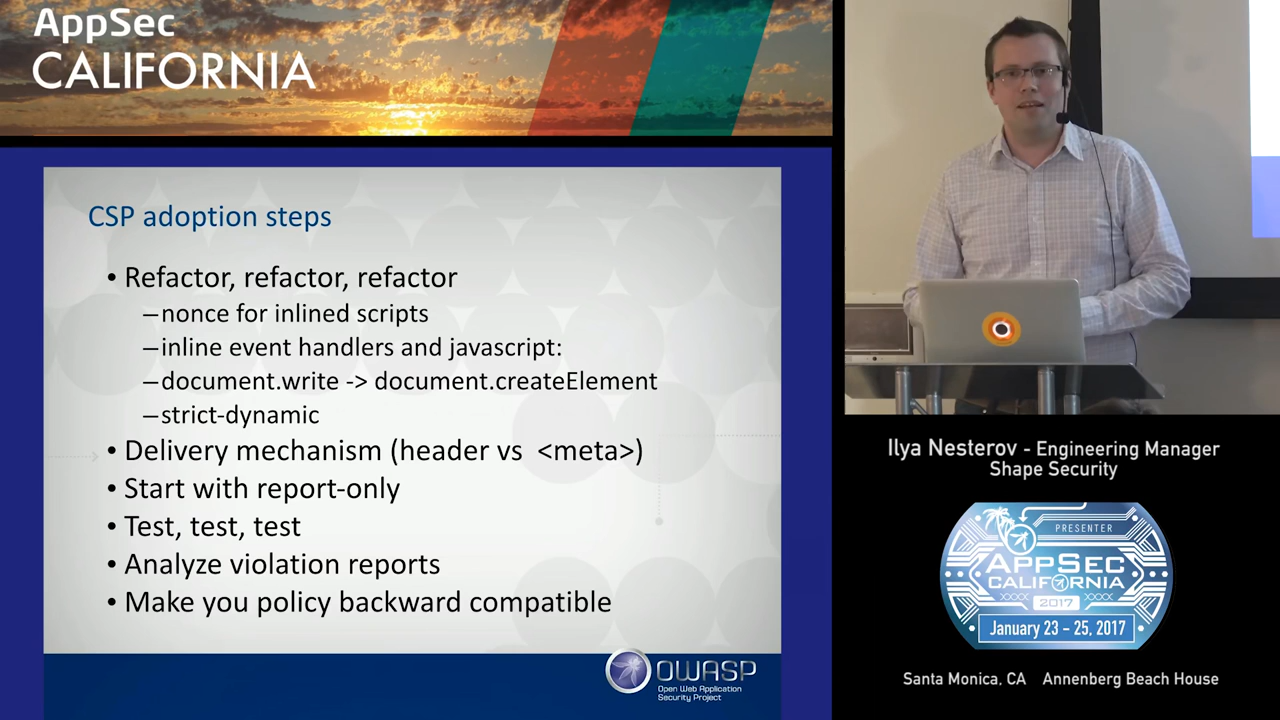 AppSec
CALIFORNIA
CSP adoption steps
• Refactor, refactor, refactor
–nonce for inlined scripts
–inline event handlers and javascript:
–document.write -> document.createElement
–strict-dynamic
• Delivery mechanism (header vs <meta>)
• Start with report-only
• Test, test, test
• Analyze violation reports
• Make you policy backward compatible
OWASP
Open Web Application
Security Project
Ilya Nesterov - Engineering Manager
Shape Security
PRESENTER
APPSEC
CALIFORNIA
2017
January 23 – 25, 2017
Santa Monica, CA Annenberg Beach House